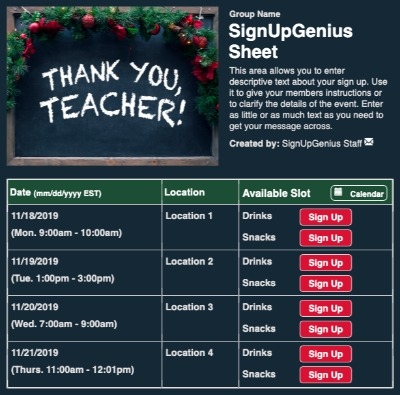 THANK YOU,
TEACHER!
Group Name
SignUpGenius
Sheet
This area allows you to enter
descriptive text about your sign up. Use
it to give your members instructions or
to clarify the details of the event. Enter
as little or as much text as you need to
get your message across.
Created by: SignUpGenius Staff
Date (mm/dd/yyyy EST) Location Available Slot Calendar
11/18/2019 Location 1 Drinks Sign Up
(Mon. 9:00am - 10:00am) Snacks Sign Up
11/19/2019 Location 2 Drinks Sign Up
(Tue. 1:00pm - 3:00pm) Snacks Sign Up
11/20/2019 Location 3 Drinks Sign Up
(Wed. 7:00am - 9:00am) Snacks Sign Up
11/21/2019 Location 4 Drinks Sign Up
(Thurs. 11:00am - 12:01pm) Snacks Sign Up